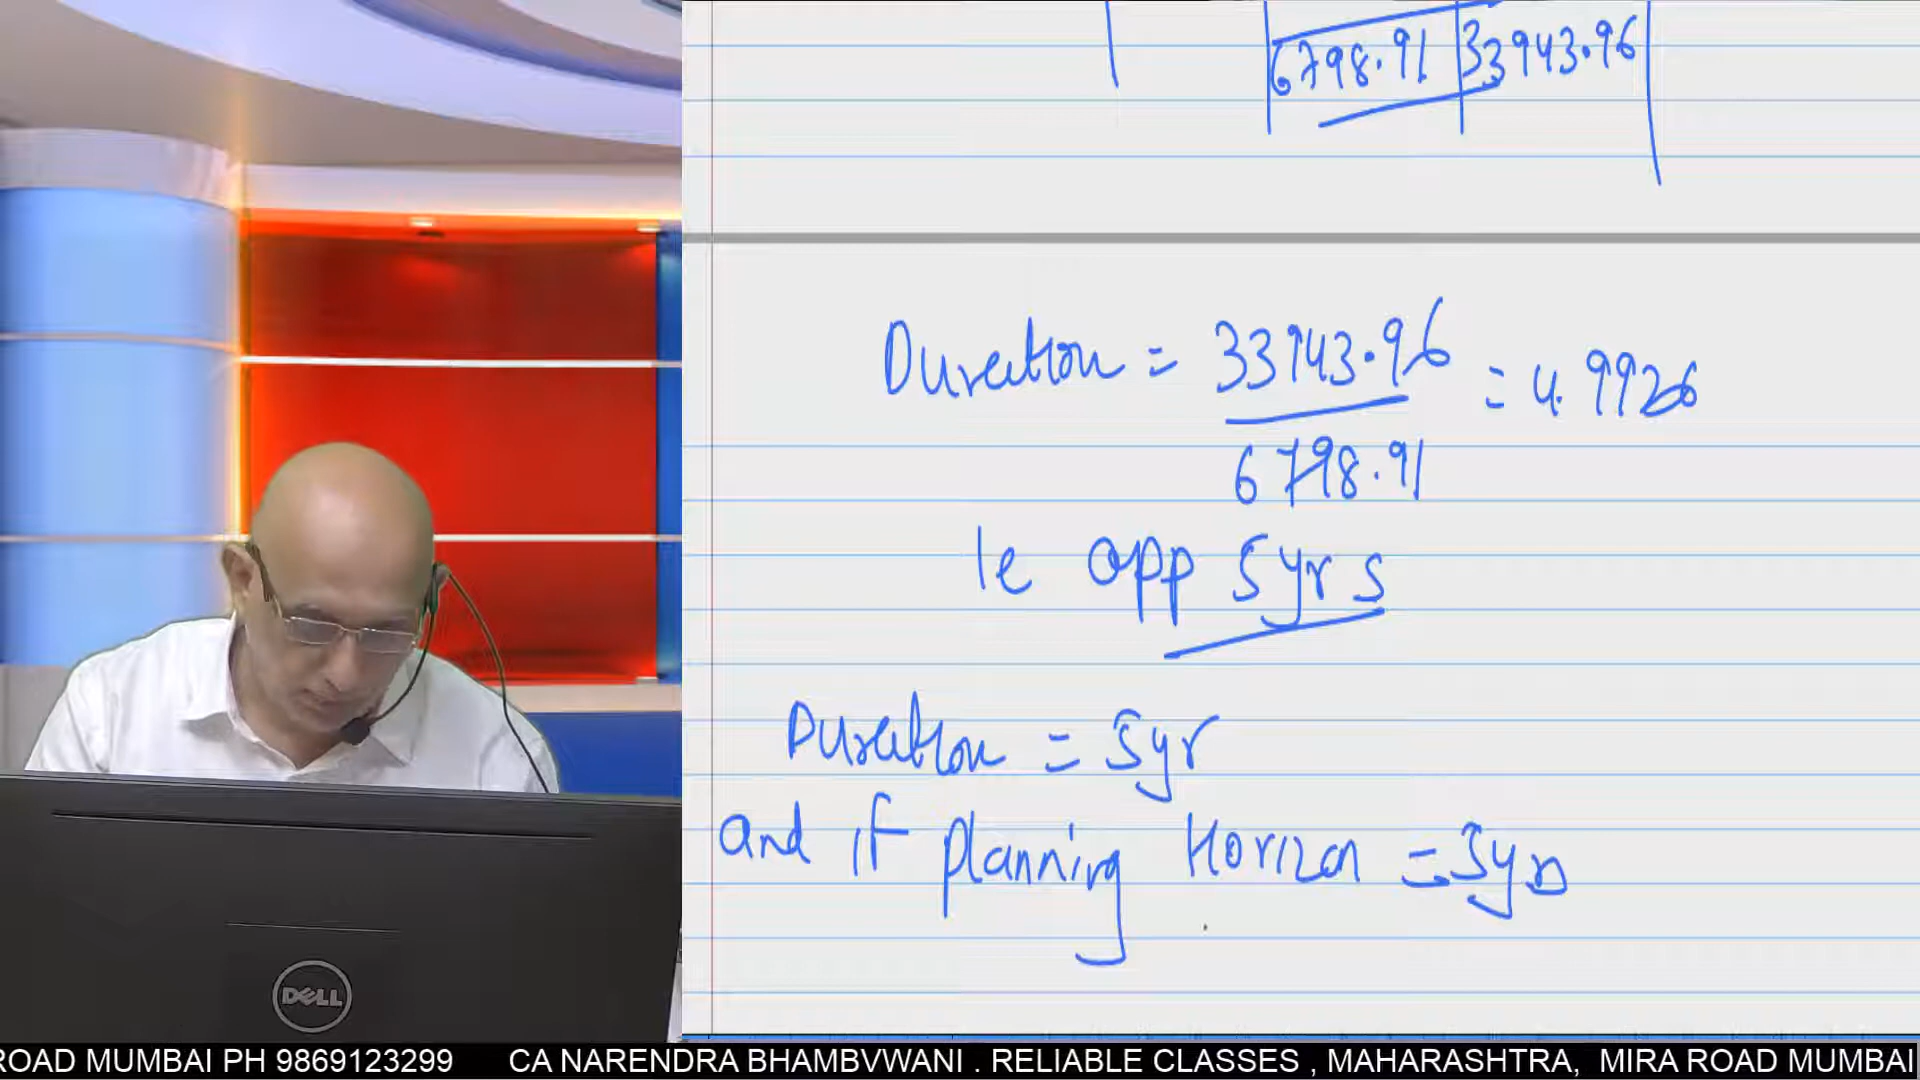 6798.91 33943.96
Duration = 33943.96 = 4.9926
6798.91
ie app 5yrs
Duration = 5yr
and if planning Horizon = 5yrs
DELL
ROAD MUMBAI PH 9869123299 CA NARENDRA BHAMBVWANI . RELIABLE CLASSES , MAHARASHTRA, MIRA ROAD MUMBAI